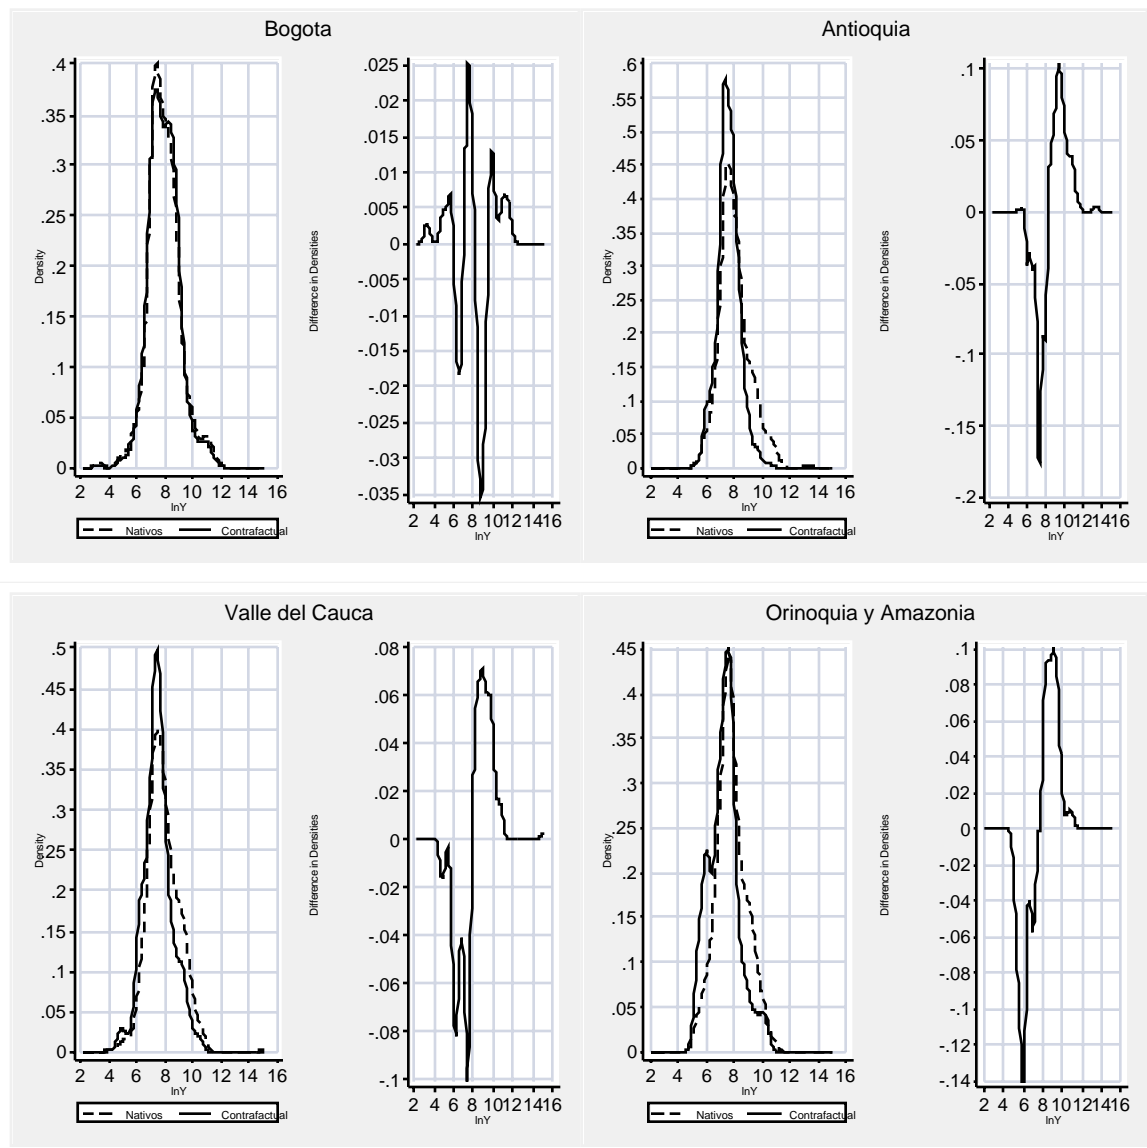 Bogota
Antioquia
.4
.35
.3
.25
.2
.15
.1
.05
0
Density
2 4 6 8 10 12 14 16
lnY
Nativos Contrafactual
.025
.02
.015
.01
.005
0
-.005
-.01
-.015
-.02
-.025
-.03
-.035
Difference in Densities
2 4 6 8 10 12 14 16
lnY
.6
.55
.5
.45
.4
.35
.3
.25
.2
.15
.1
.05
0
Density
2 4 6 8 10 12 14 16
lnY
Nativos Contrafactual
.1
.05
0
-.05
-.1
-.15
-.2
Difference in Densities
2 4 6 8 10 12 14 16
lnY
Valle del Cauca
Orinoquia y Amazonia
.5
.45
.4
.35
.3
.25
.2
.15
.1
.05
0
Density
2 4 6 8 10 12 14 16
lnY
Nativos Contrafactual
.08
.06
.04
.02
0
-.02
-.04
-.06
-.08
-.1
Difference in Densities
2 4 6 8 10 12 14 16
lnY
.45
.4
.35
.3
.25
.2
.15
.1
.05
0
Density
2 4 6 8 10 12 14 16
lnY
Nativos Contrafactual
.1
.08
.06
.04
.02
0
-.02
-.04
-.06
-.08
-.1
-.12
-.14
Difference in Densities
2 4 6 8 10 12 14 16
lnY